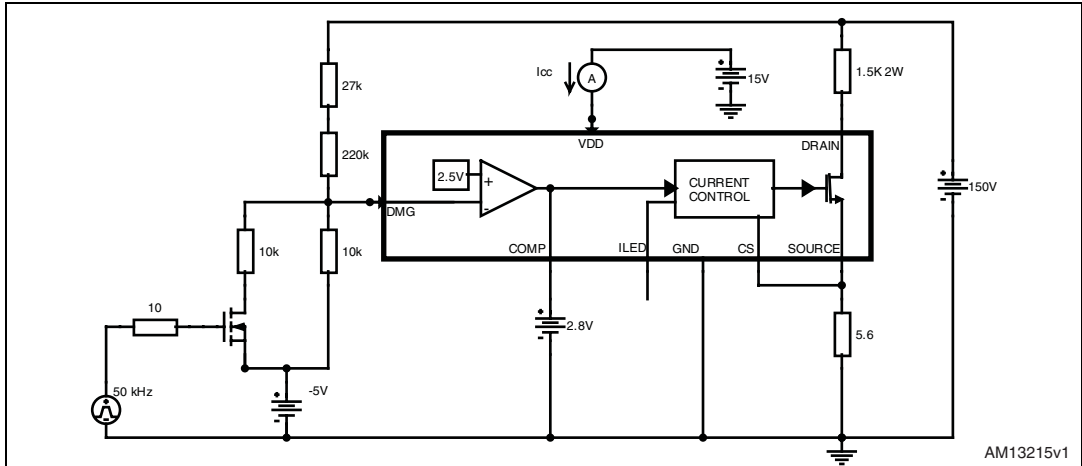 Icc
A
15V
1.5K 2W
27k
220k
VDD
DRAIN
2.5V
+
-
CURRENT
CONTROL
150V
DMG
10k
10k
COMP
ILED
GND
CS
SOURCE
10
2.8V
5.6
50 kHz
-5V
AM13215v1